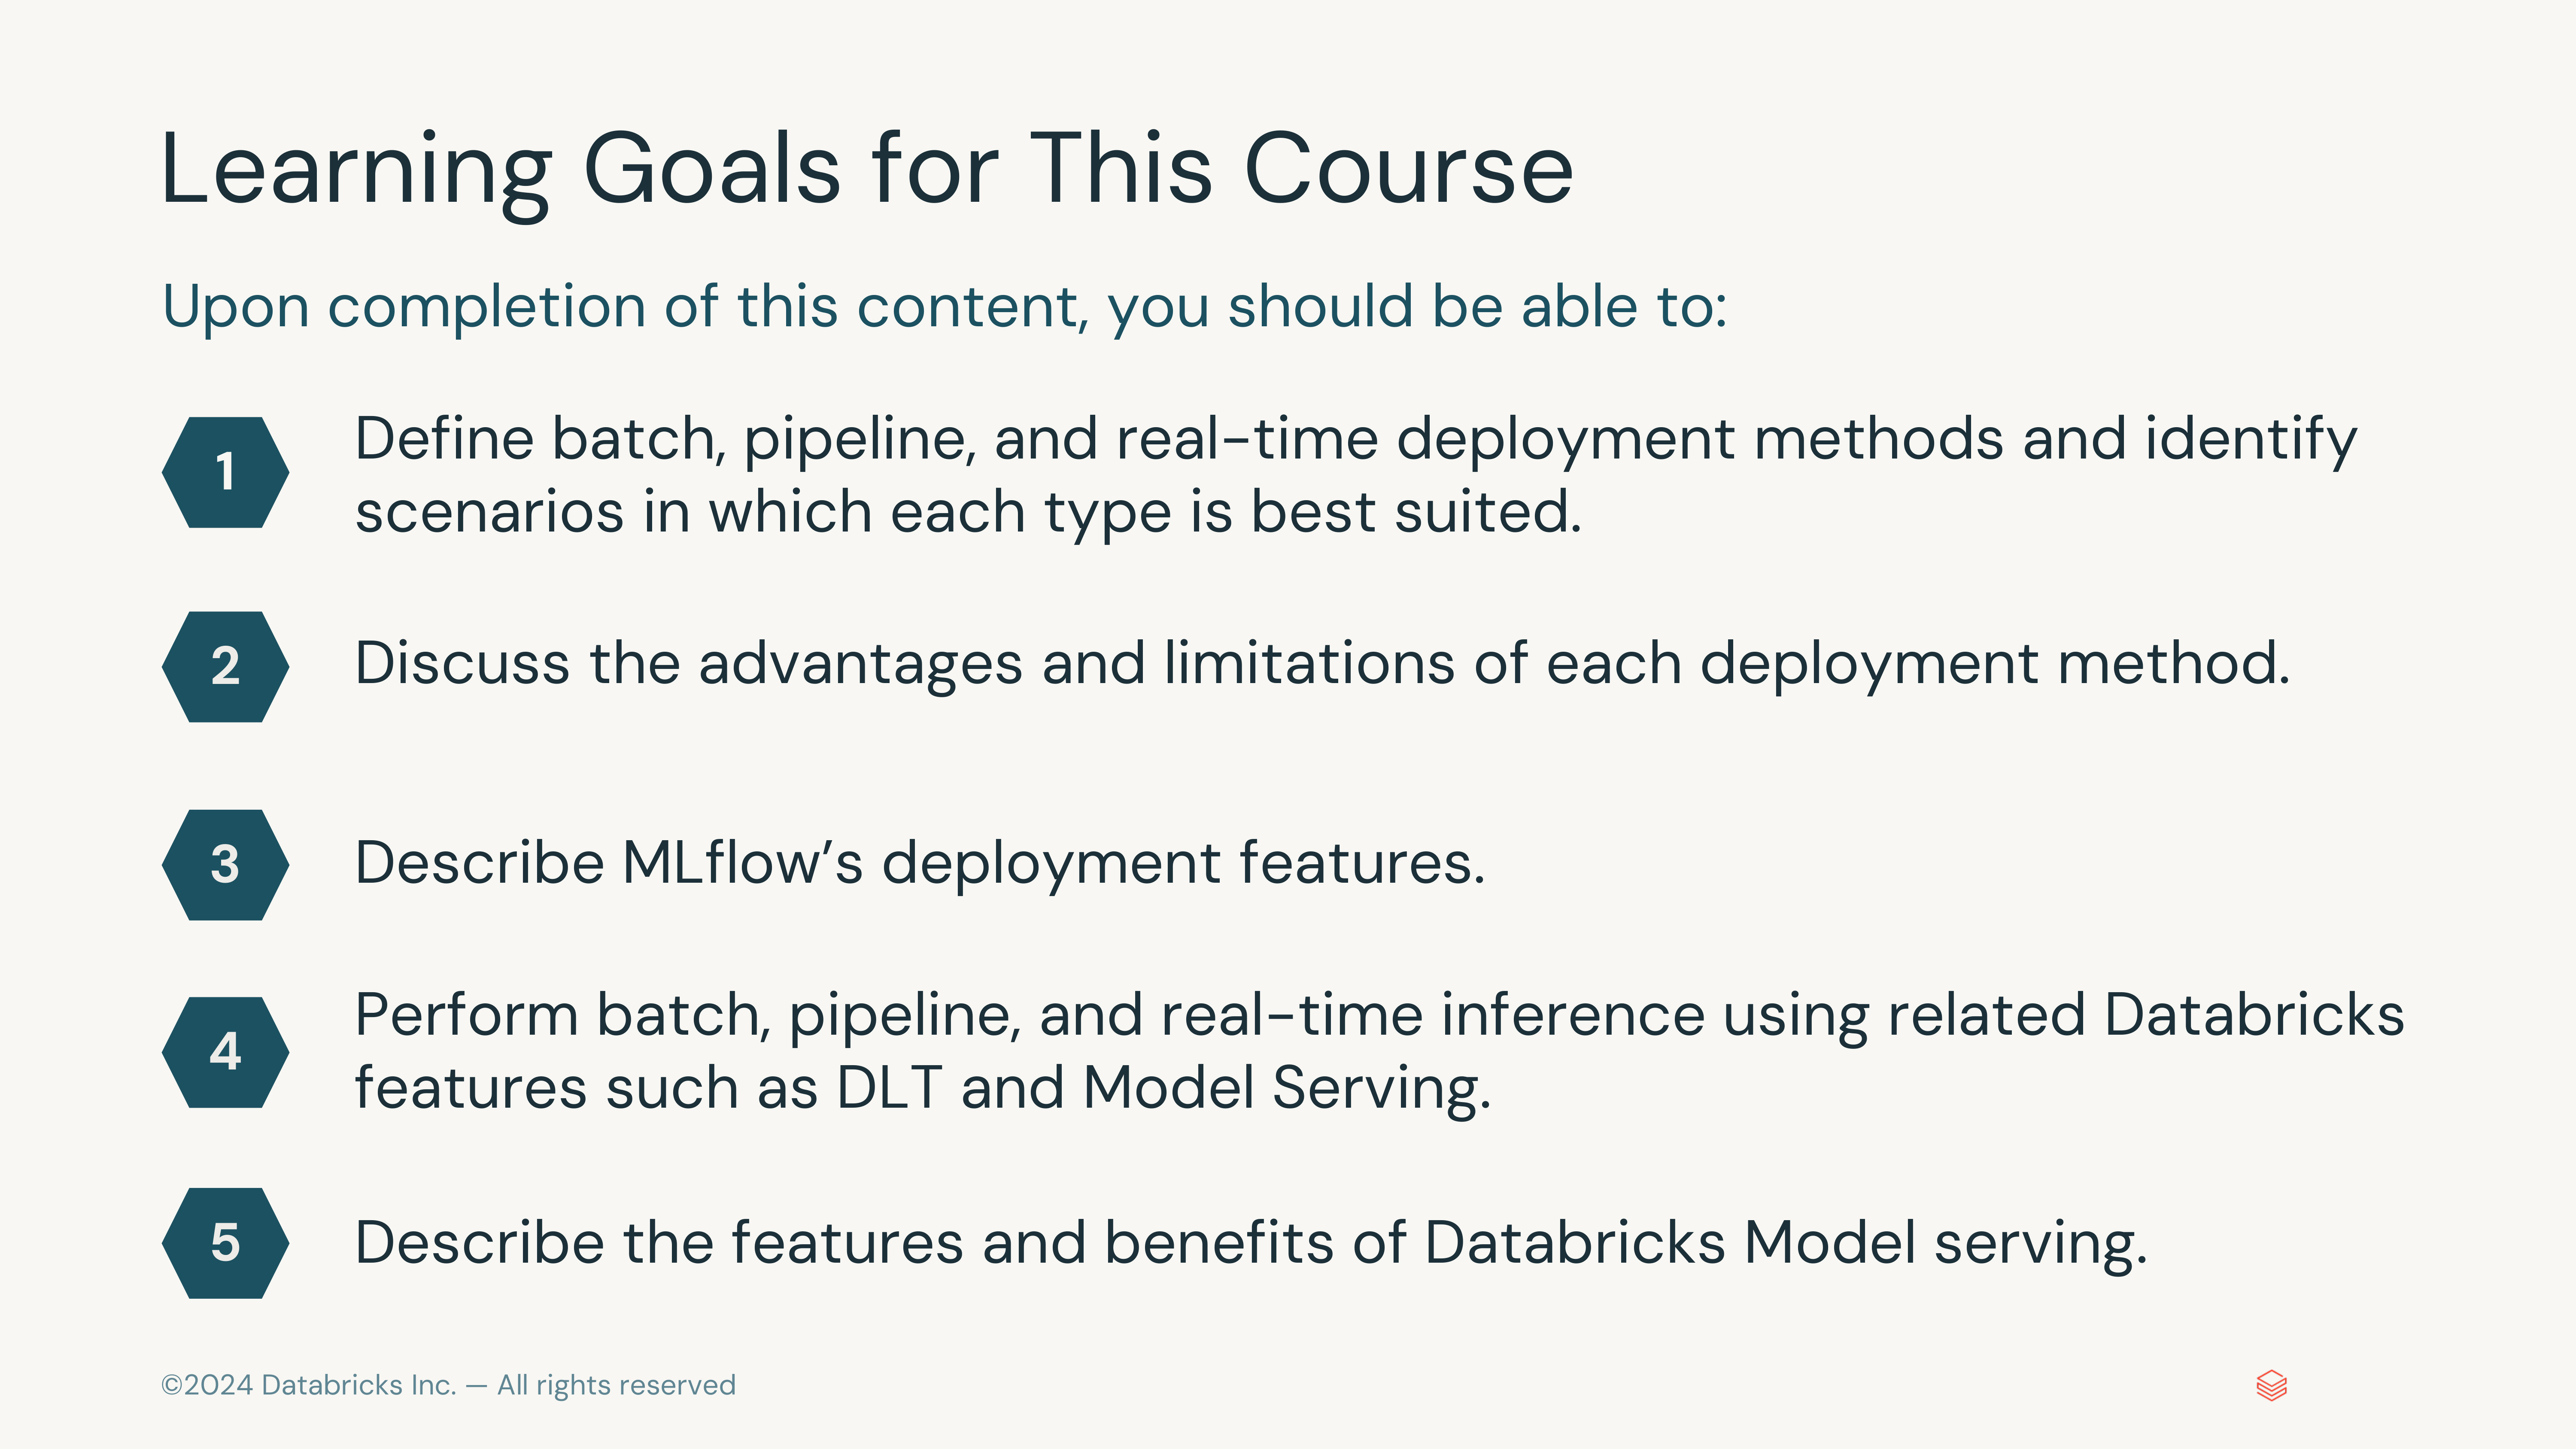 Learning Goals for This Course
Upon completion of this content, you should be able to:
1
Define batch, pipeline, and real-time deployment methods and identify
scenarios in which each type is best suited.
2
Discuss the advantages and limitations of each deployment method.
3
Describe MLflow’s deployment features.
4
Perform batch, pipeline, and real-time inference using related Databricks
features such as DLT and Model Serving.
5
Describe the features and benefits of Databricks Model serving.
©2024 Databricks Inc. — All rights reserved